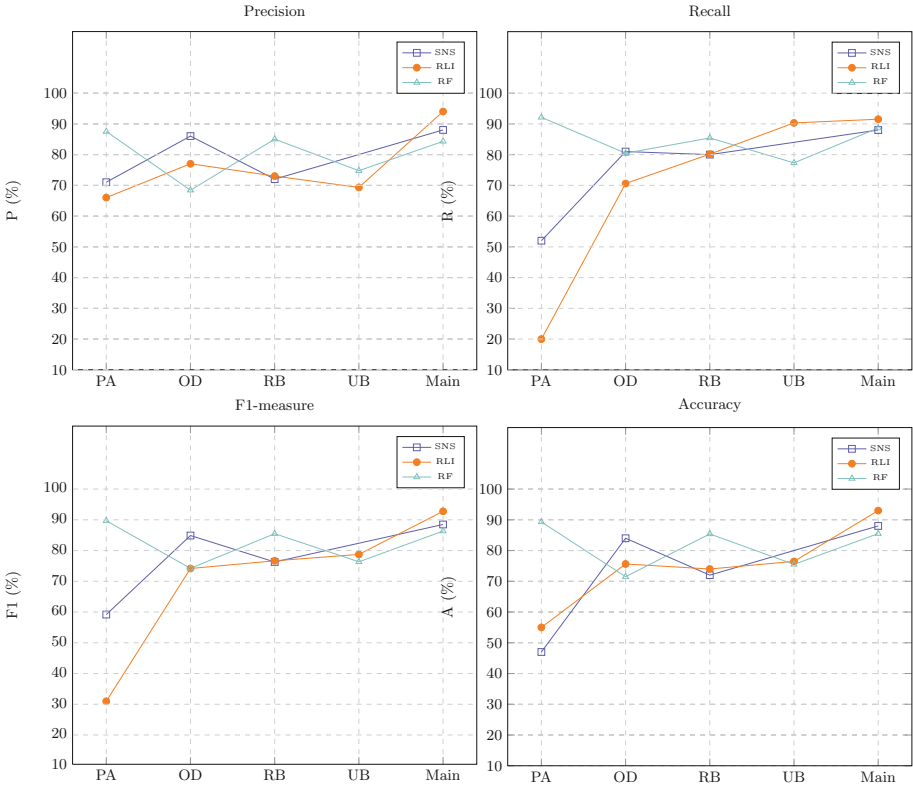 Precision
SNS
RLI
RF
P (%)
100
90
80
70
60
50
40
30
20
10
PA OD RB UB Main
Recall
SNS
RLI
RF
R (%)
100
90
80
70
60
50
40
30
20
10
PA OD RB UB Main
F1-measure
SNS
RLI
RF
F1 (%)
100
90
80
70
60
50
40
30
20
10
PA OD RB UB Main
Accuracy
SNS
RLI
RF
A (%)
100
90
80
70
60
50
40
30
20
10
PA OD RB UB Main